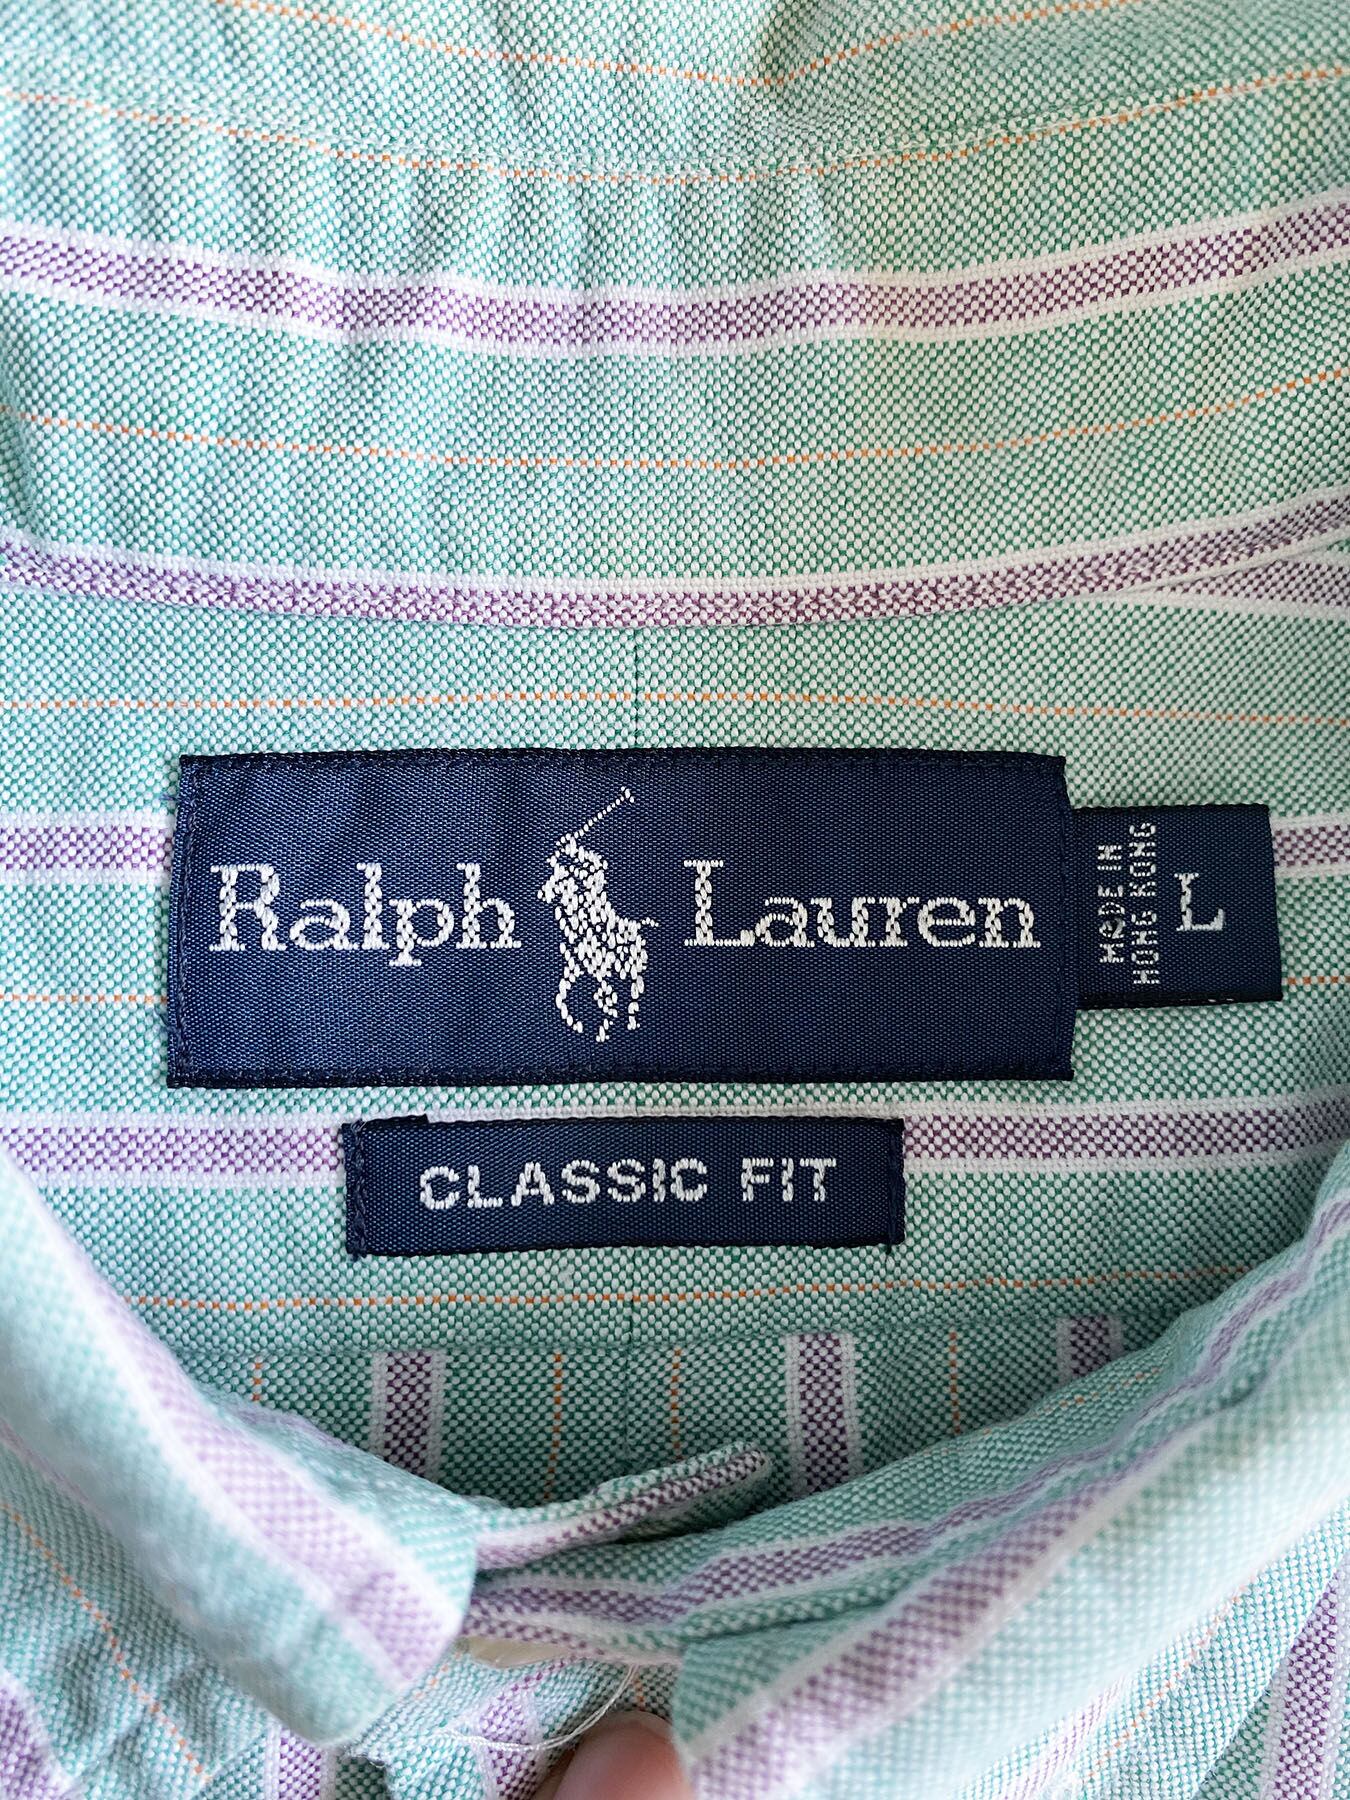 Ralph Lauren
MADE IN
HONG KONG
L
CLASSIC FIT